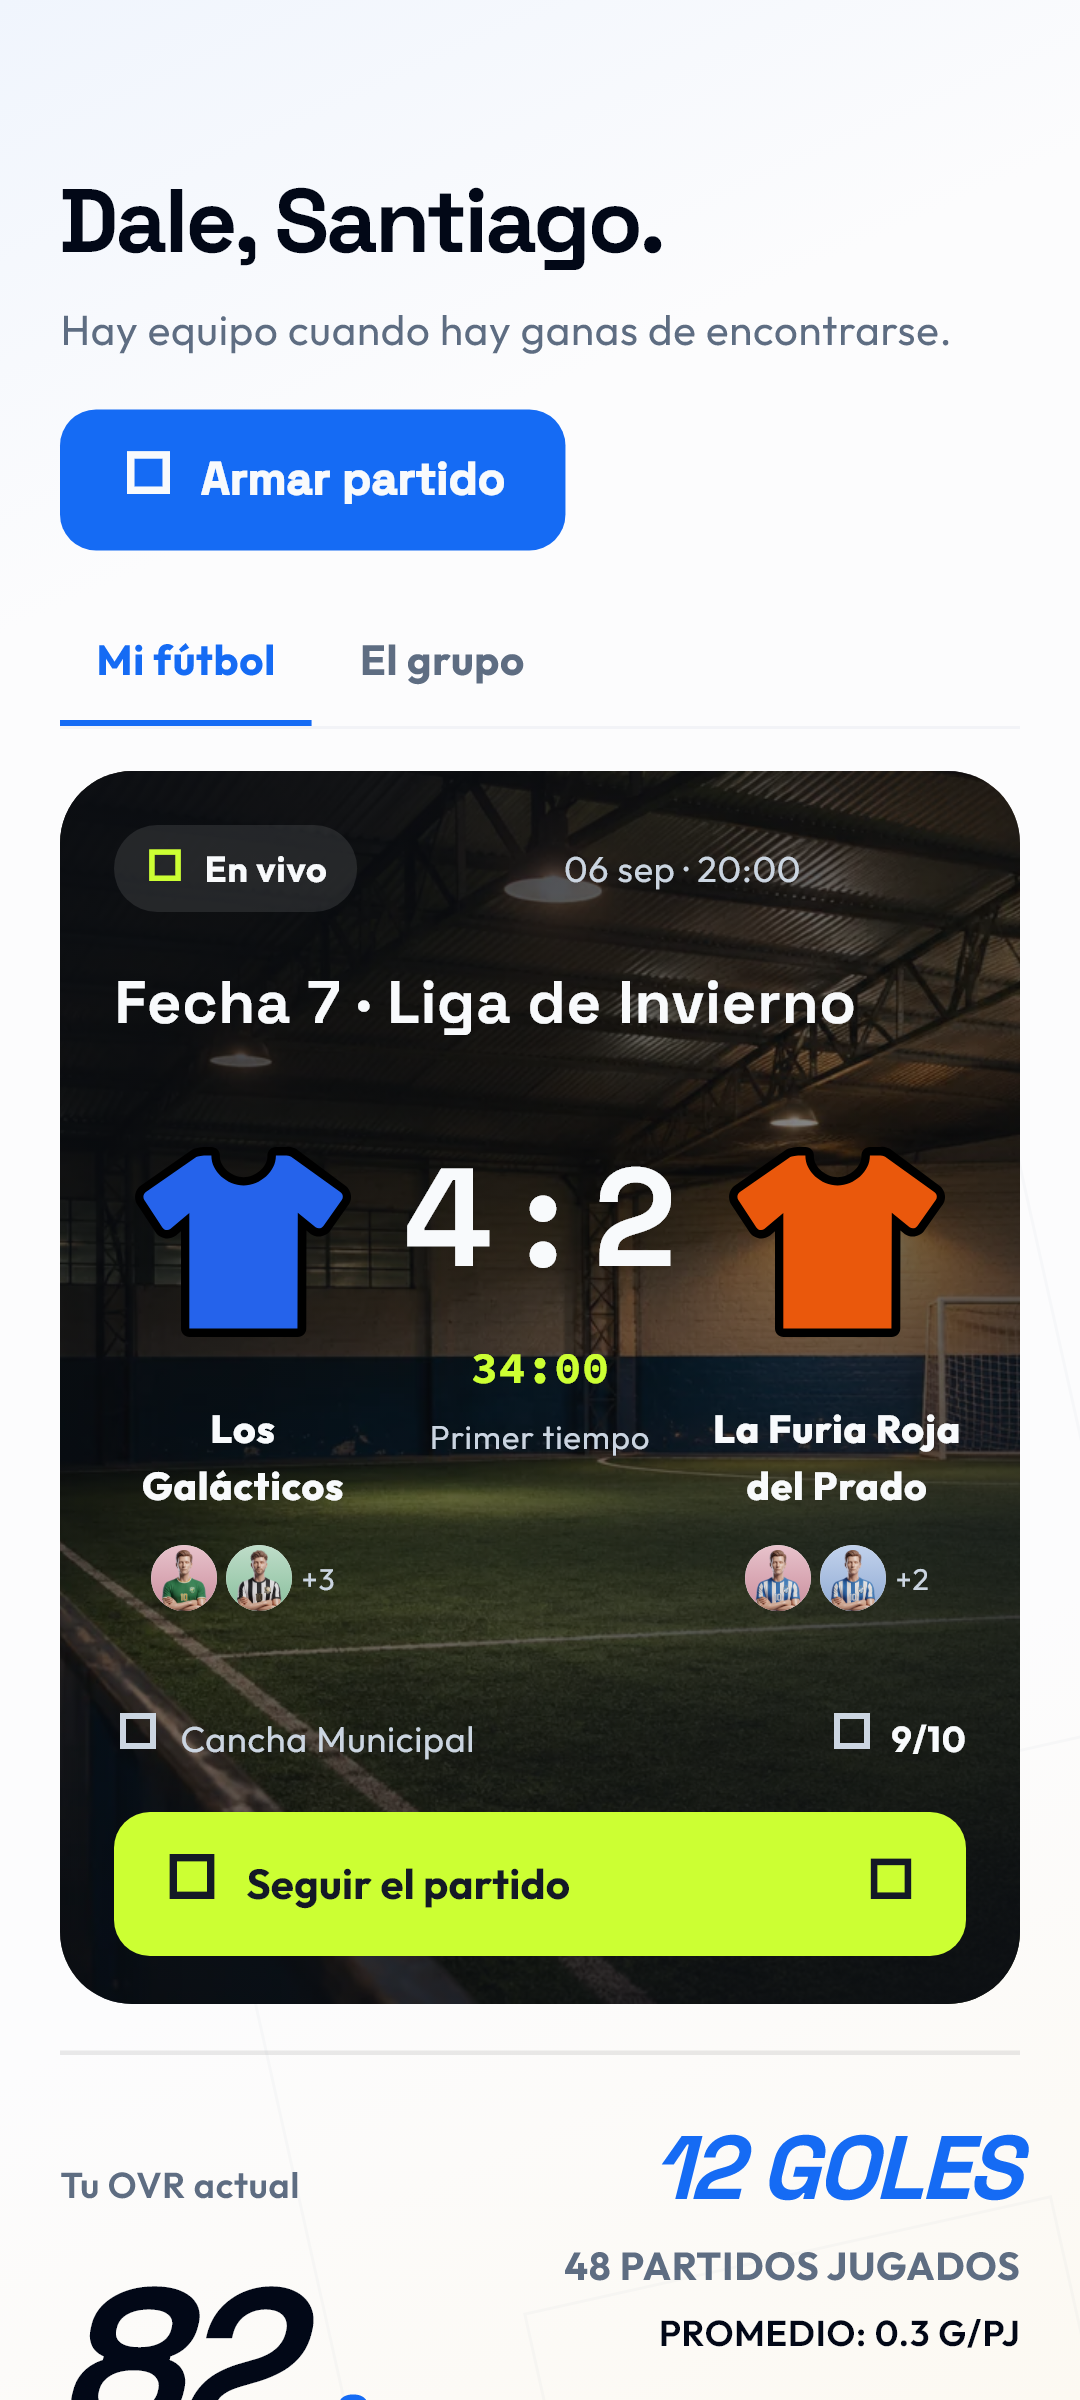 Dale, Santiago.
Hay equipo cuando hay ganas de encontrarse.
Armar partido
Mi fútbol
El grupo
En vivo
06 sep · 20:00
Fecha 7 · Liga de Invierno
4 : 2
34:00
Primer tiempo
Los
Galácticos
La Furia Roja
del Prado
+3
+2
Cancha Municipal
9/10
Seguir el partido
Tu OVR actual
12 GOLES
48 PARTIDOS JUGADOS
PROMEDIO: 0.3 G/PJ
82